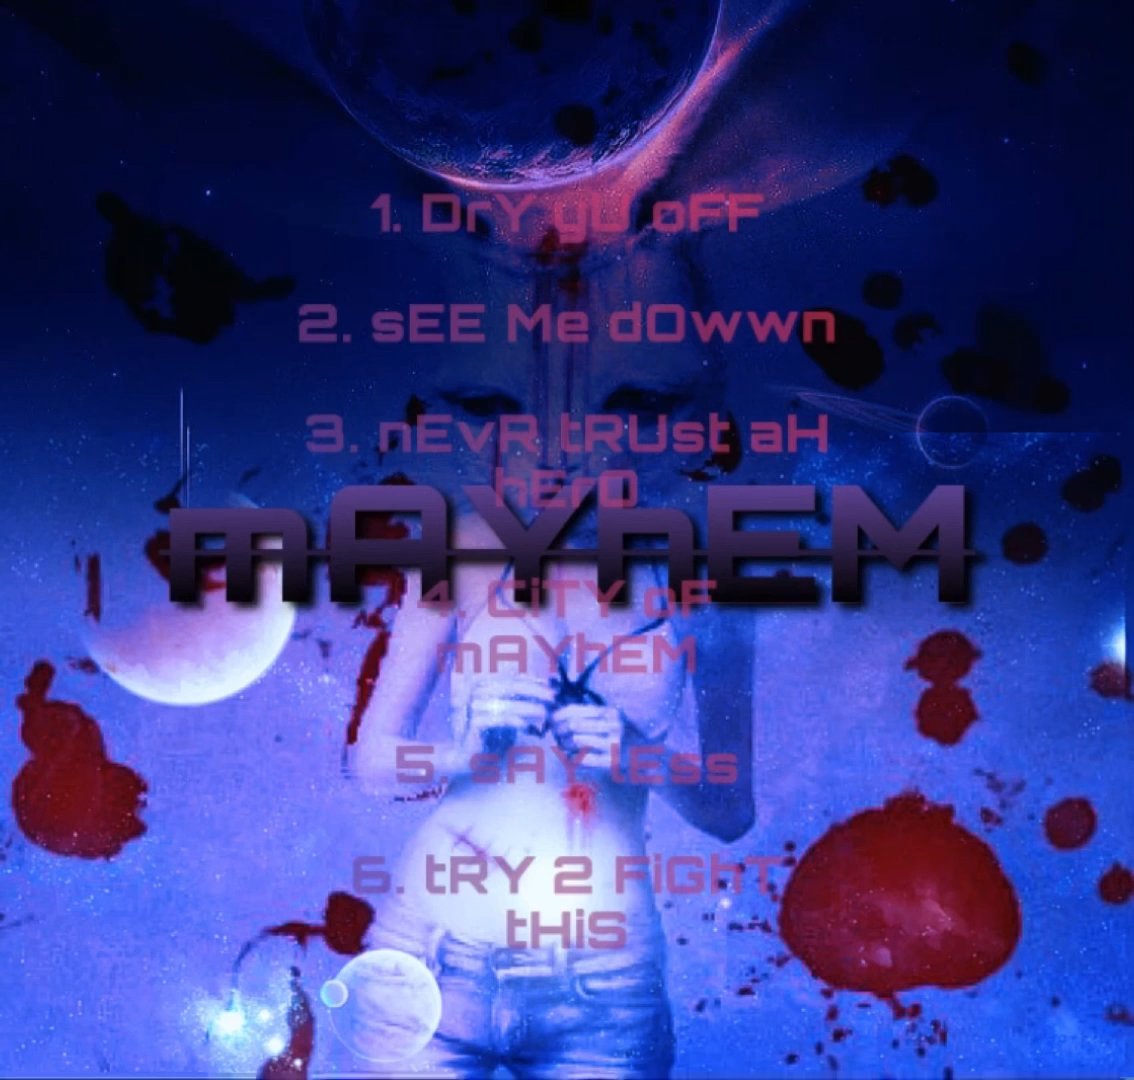 1. DrY yU oFF
2. sEE Me dOwwn
3. nEvR tRUst aH
hErO
mAYhEM
4. CiTY oF
mAYhEM
5. sAY lEss
6. tRY 2 FiGhT
tHiS